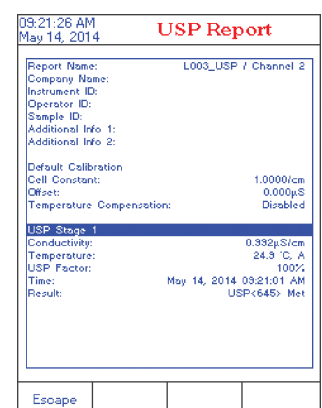 09:21:26 AM
May 14, 2014
USP Report
Report Name: L003_USP / Channel 2
Company Name:
Instrument ID:
Operator ID:
Sample ID:
Additional Info 1:
Additional Info 2:
Default Calibration
Cell Constant: 1.0000/cm
Offset: 0.000µS
Temperature Compensation: Disabled
USP Stage 1
Conductivity: 0.992µS/cm
Temperature: 24.9 °C, A
USP Factor: 100%
Time: May 14, 2014 09:21:01 AM
Result: USP<645> Met
Escape